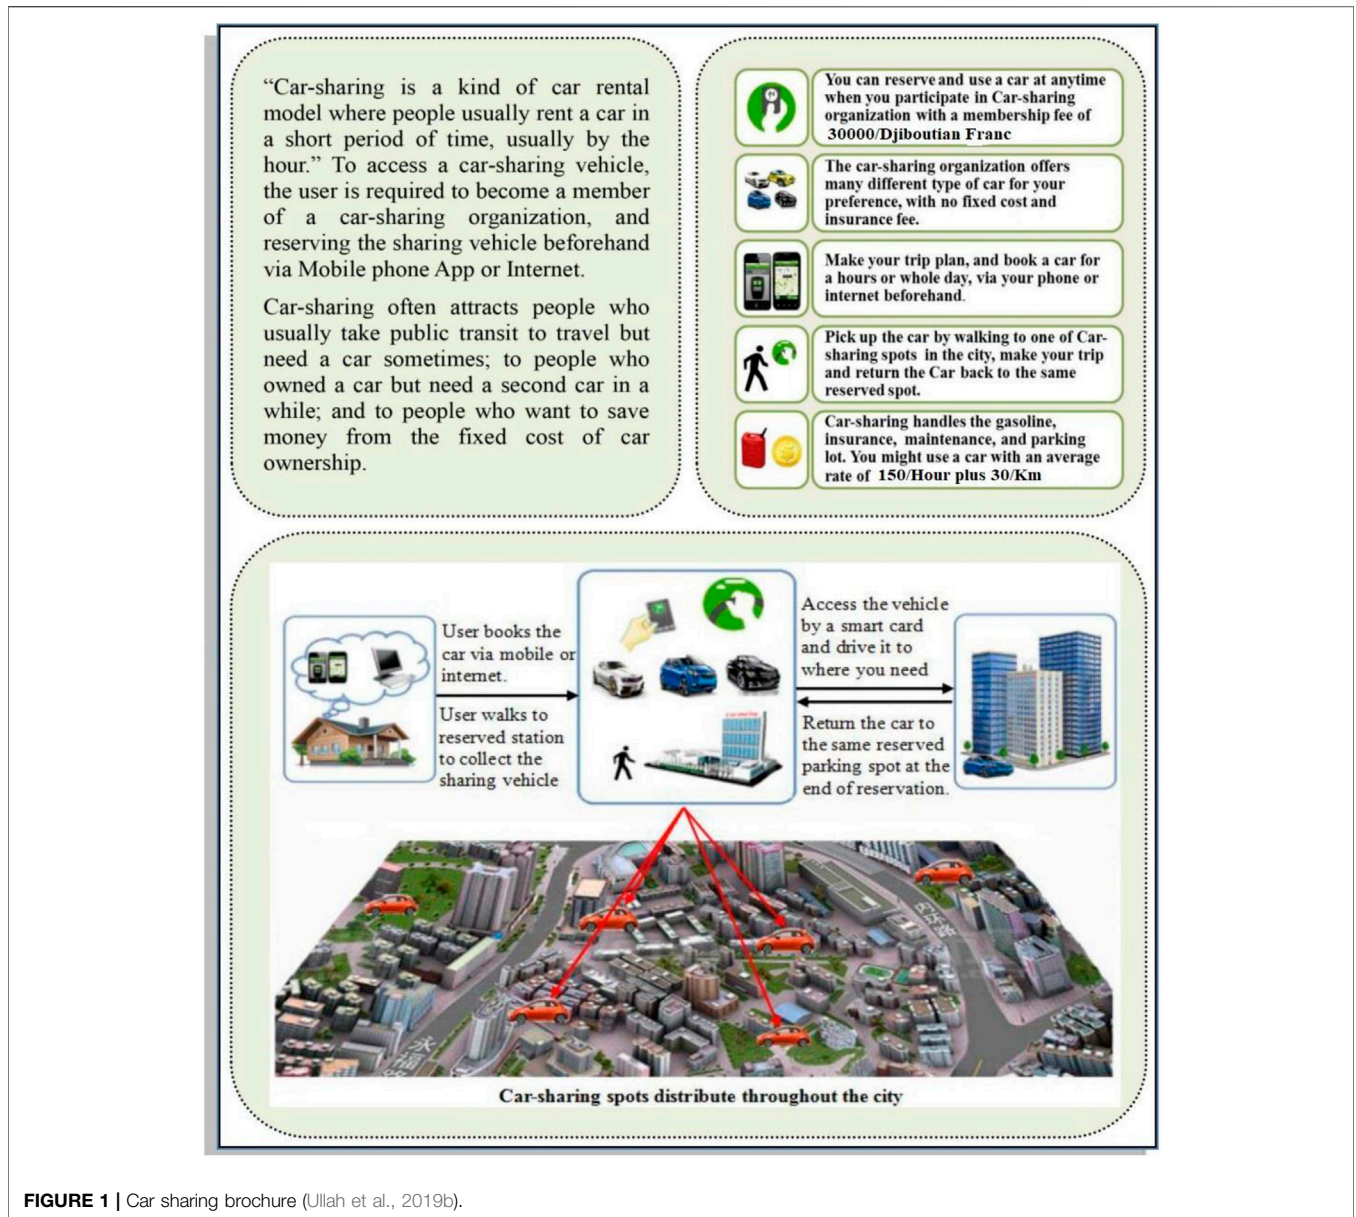 “Car-sharing is a kind of car rental
model where people usually rent a car in
a short period of time, usually by the
hour.” To access a car-sharing vehicle,
the user is required to become a member
of a car-sharing organization, and
reserving the sharing vehicle beforehand
via Mobile phone App or Internet.
Car-sharing often attracts people who
usually take public transit to travel but
need a car sometimes; to people who
owned a car but need a second car in a
while; and to people who want to save
money from the fixed cost of car
ownership.
You can reserve and use a car at anytime
when you participate in Car-sharing
organization with a membership fee of
30000/Djiboutian Franc
The car-sharing organization offers
many different type of car for your
preference, with no fixed cost and
insurance fee.
Make your trip plan, and book a car for
a hours or whole day, via your phone or
internet beforehand.
Pick up the car by walking to one of Car-
sharing spots in the city, make your trip
and return the Car back to the same
reserved spot.
Car-sharing handles the gasoline,
insurance, maintenance, and parking
lot. You might use a car with an average
rate of 150/Hour plus 30/Km
User books the
car via mobile or
internet.
User walks to
reserved station
to collect the
sharing vehicle
Access the vehicle
by a smart card
and drive it to
where you need
Return the car to
the same reserved
parking spot at the
end of reservation.
Car-sharing spots distribute throughout the city
FIGURE 1 | Car sharing brochure (Ullah et al., 2019b).